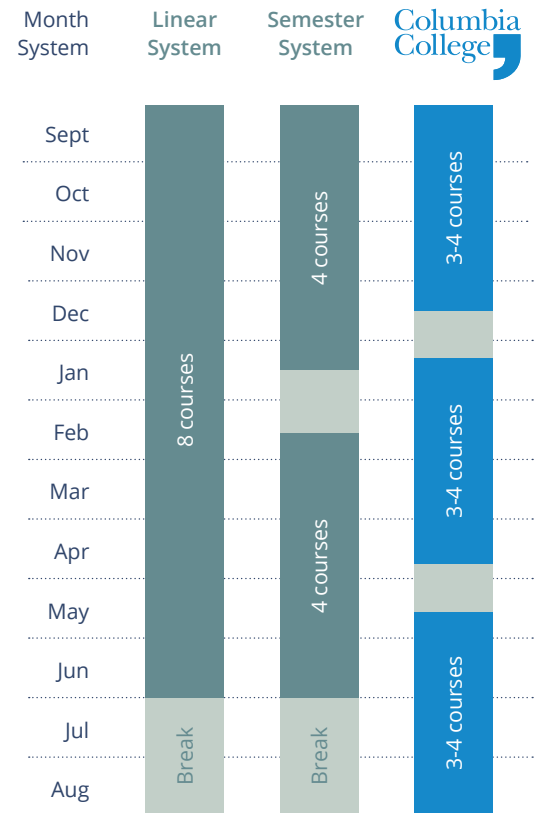 Month
System
Linear
System
Semester
System
Columbia
College
Sept
Oct
Nov
Dec
Jan
Feb
Mar
Apr
May
Jun
Jul
Aug
8 courses
Break
4 courses
4 courses
Break
3-4 courses
3-4 courses
3-4 courses